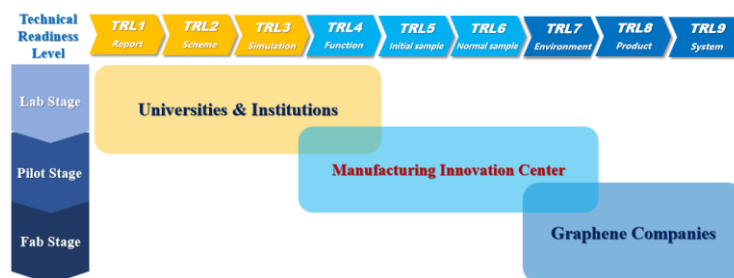 Technical
Readiness
Level
TRL1 TRL2 TRL3 TRL4 TRL5 TRL6 TRL7 TRL8 TRL9
Report Scheme Simulation Function Initial sample Normal sample Environment Product System
Lab Stage
Universities & Institutions
Pilot Stage
Manufacturing Innovation Center
Fab Stage
Graphene Companies